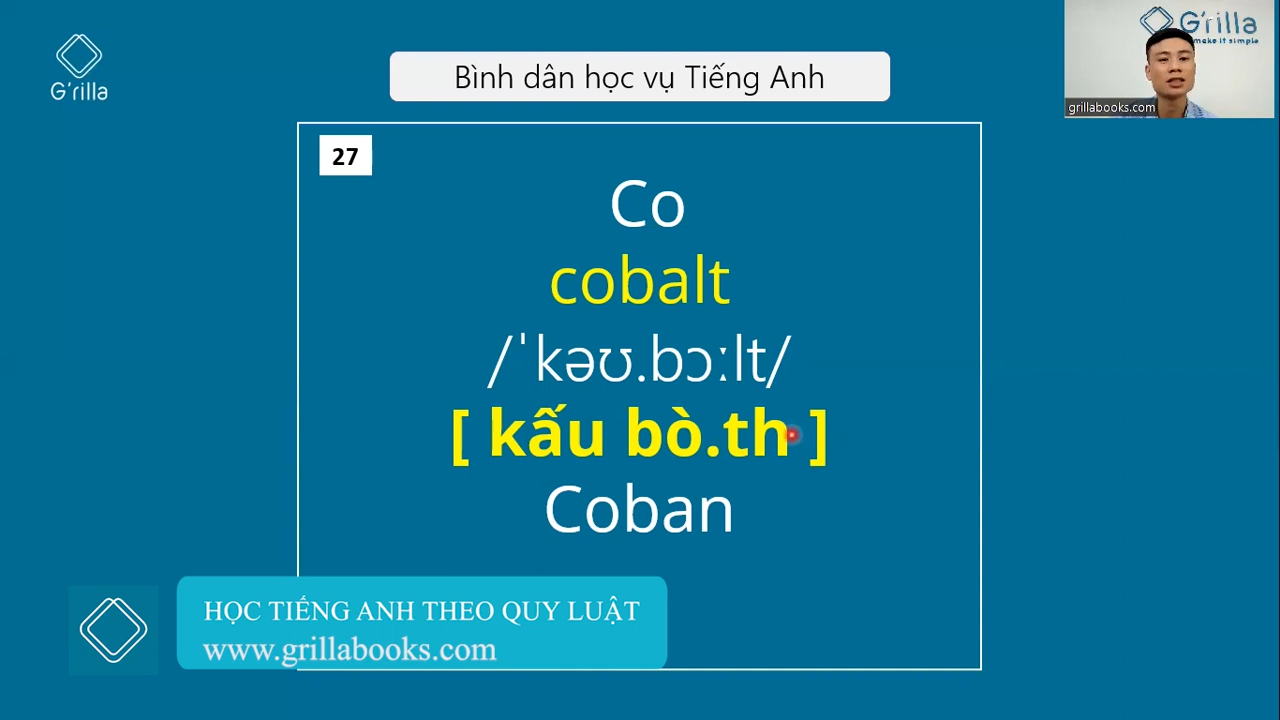 G'rilla
Bình dân học vụ Tiếng Anh
G'rilla
make it simple
grillabooks.com
27
Co
cobalt
/ˈkəʊ.bɔːlt/
[ kấu bò.th ]
Coban
HỌC TIẾNG ANH THEO QUY LUẬT
www.grillabooks.com